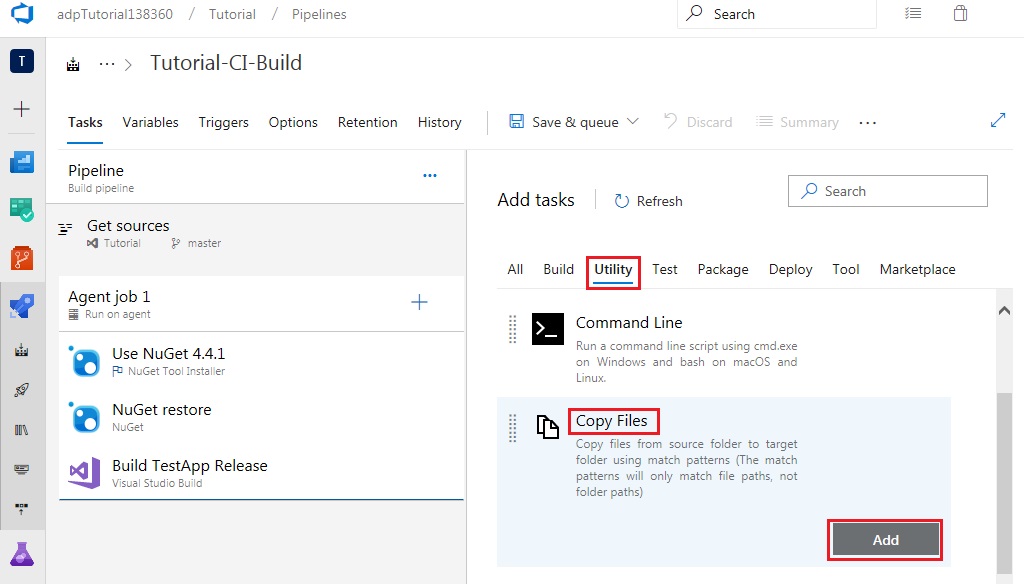 adpTutorial138360 / Tutorial / Pipelines
Search
T
... > Tutorial-CI-Build
Tasks Variables Triggers Options Retention History
Save & queue Discard Summary ...
Pipeline
Build pipeline
...
Get sources
Tutorial master
Agent job 1
Run on agent
Use NuGet 4.4.1
NuGet Tool Installer
NuGet restore
NuGet
Build TestApp Release
Visual Studio Build
Add tasks
Refresh
Search
All Build Utility Test Package Deploy Tool Marketplace
Command Line
Run a command line script using cmd.exe
on Windows and bash on macOS and
Linux.
Copy Files
Copy files from source folder to target
folder using match patterns (The match
patterns will only match file paths, not
folder paths)
Add